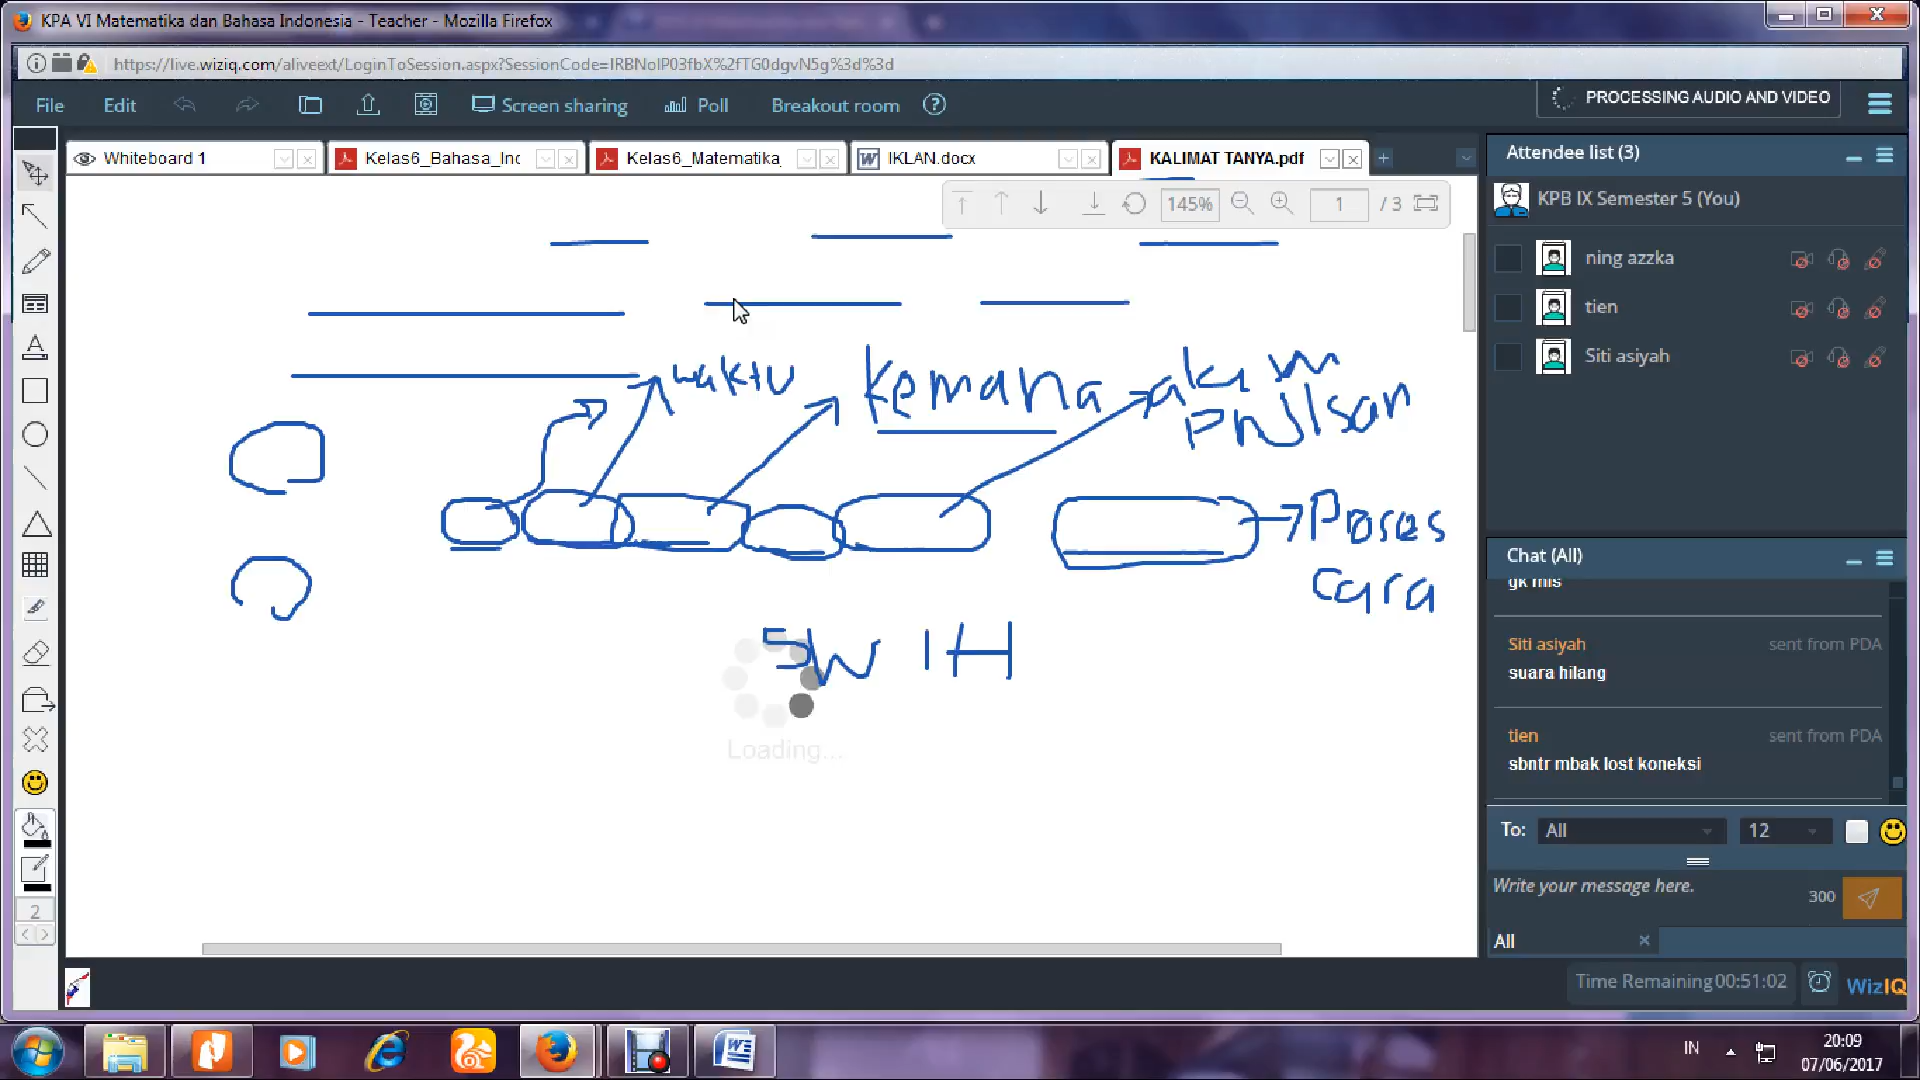 KPA VI Matematika dan Bahasa Indonesia - Teacher - Mozilla Firefox
https://live.wiziq.com/aliveext/LoginToSession.aspx?SessionCode=IRBNolP03fbX%2fTG0dgvN5g%3d%3d
File Edit Screen sharing Poll Breakout room
PROCESSING AUDIO AND VIDEO
Whiteboard 1
Kelas6_Bahasa_Inc
Kelas6_Matematika_
IKLAN.docx
KALIMAT TANYA.pdf
145% 1 / 3
waktu
kemana
Cara
5W 1H
Loading...
2
Attendee list (3)
KPB IX Semester 5 (You)
ning azzka
tien
Siti asiyah
Chat (All)
gk mis
Siti asiyah sent from PDA
suara hilang
tien sent from PDA
sbntr mbak lost koneksi
To: All 12
Write your message here. 300
All
Time Remaining 00:51:02
WizIQ
IN
20:09
07/06/2017